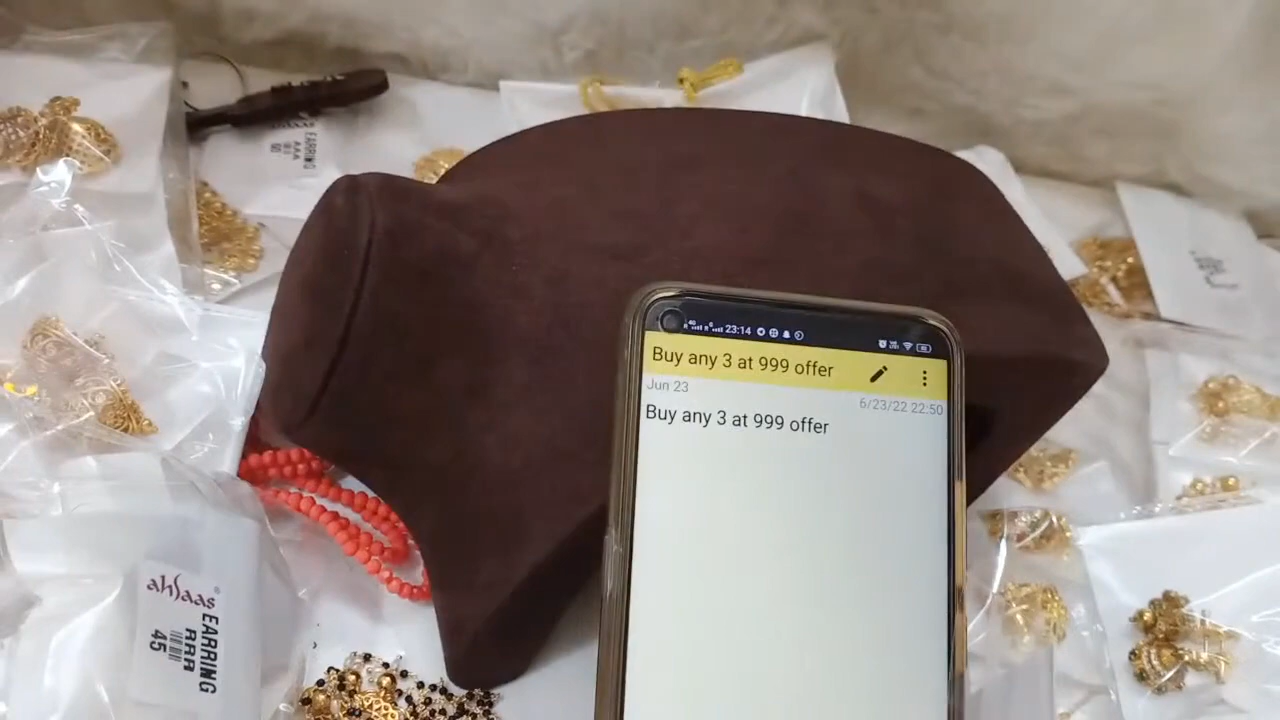 EARRING
AAA
23:14
Buy any 3 at 999 offer
Jun 23
6/23/22 22:50
Buy any 3 at 999 offer
ahsaas
EARRING
RRR
45